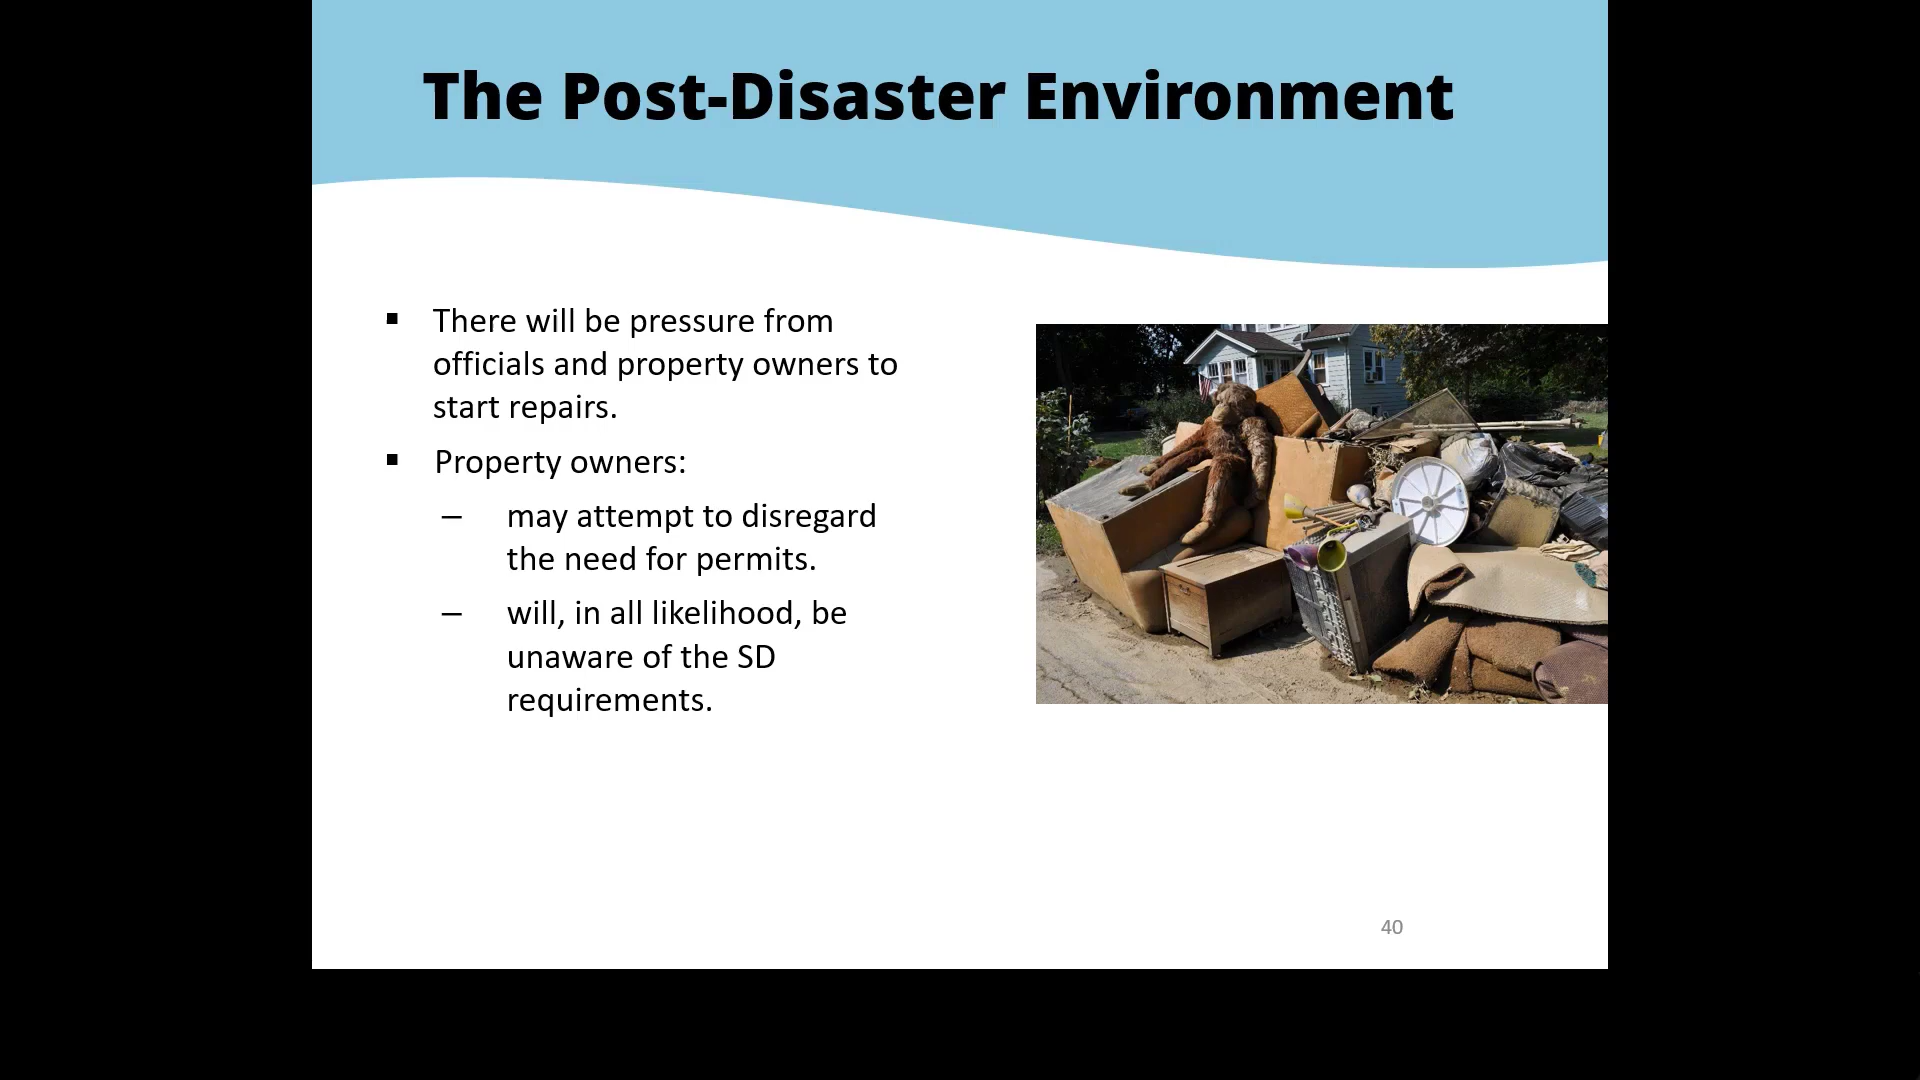 The Post-Disaster Environment
▪ There will be pressure from
officials and property owners to
start repairs.
▪ Property owners:
– may attempt to disregard
the need for permits.
– will, in all likelihood, be
unaware of the SD
requirements.
40